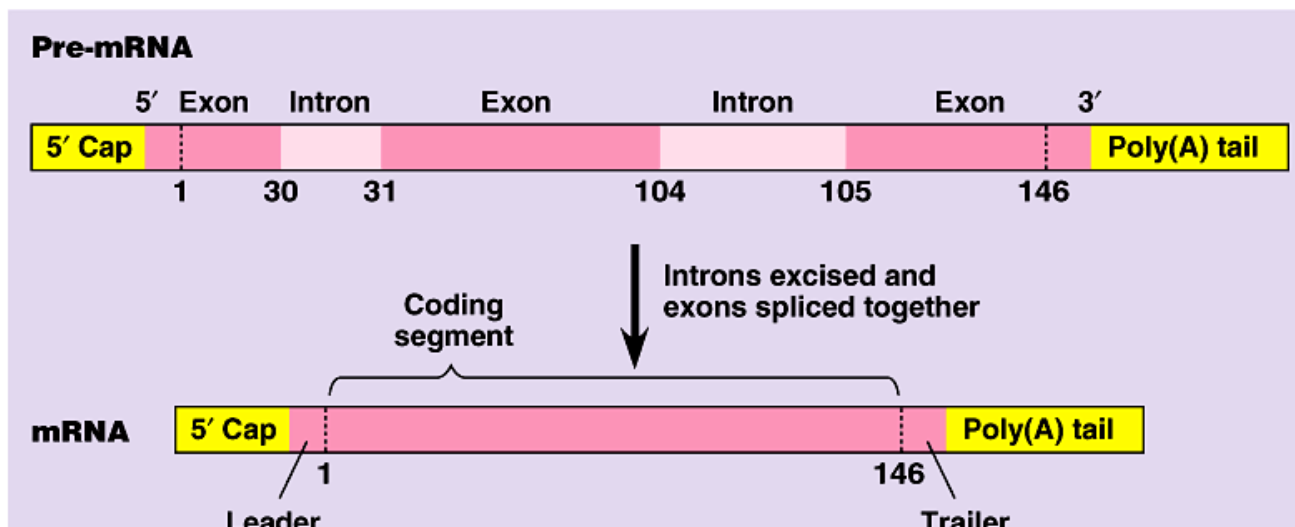 Pre-mRNA
5′ Exon Intron Exon Intron Exon 3′
5′ Cap Poly(A) tail
1 30 31 104 105 146
Introns excised and
exons spliced together
Coding
segment
mRNA 5′ Cap Poly(A) tail
1 146
Leader Trailer